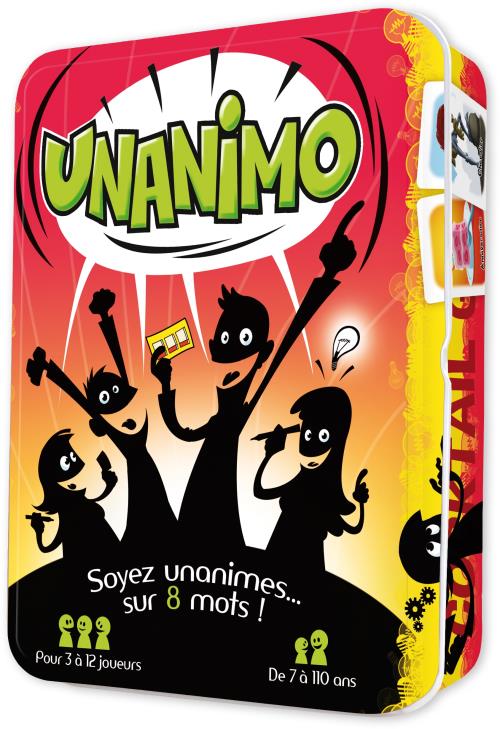 UNANiMO
Soyez unanimes...
sur 8 mots !
Pour 3 à 12 joueurs
De 7 à 110 ans